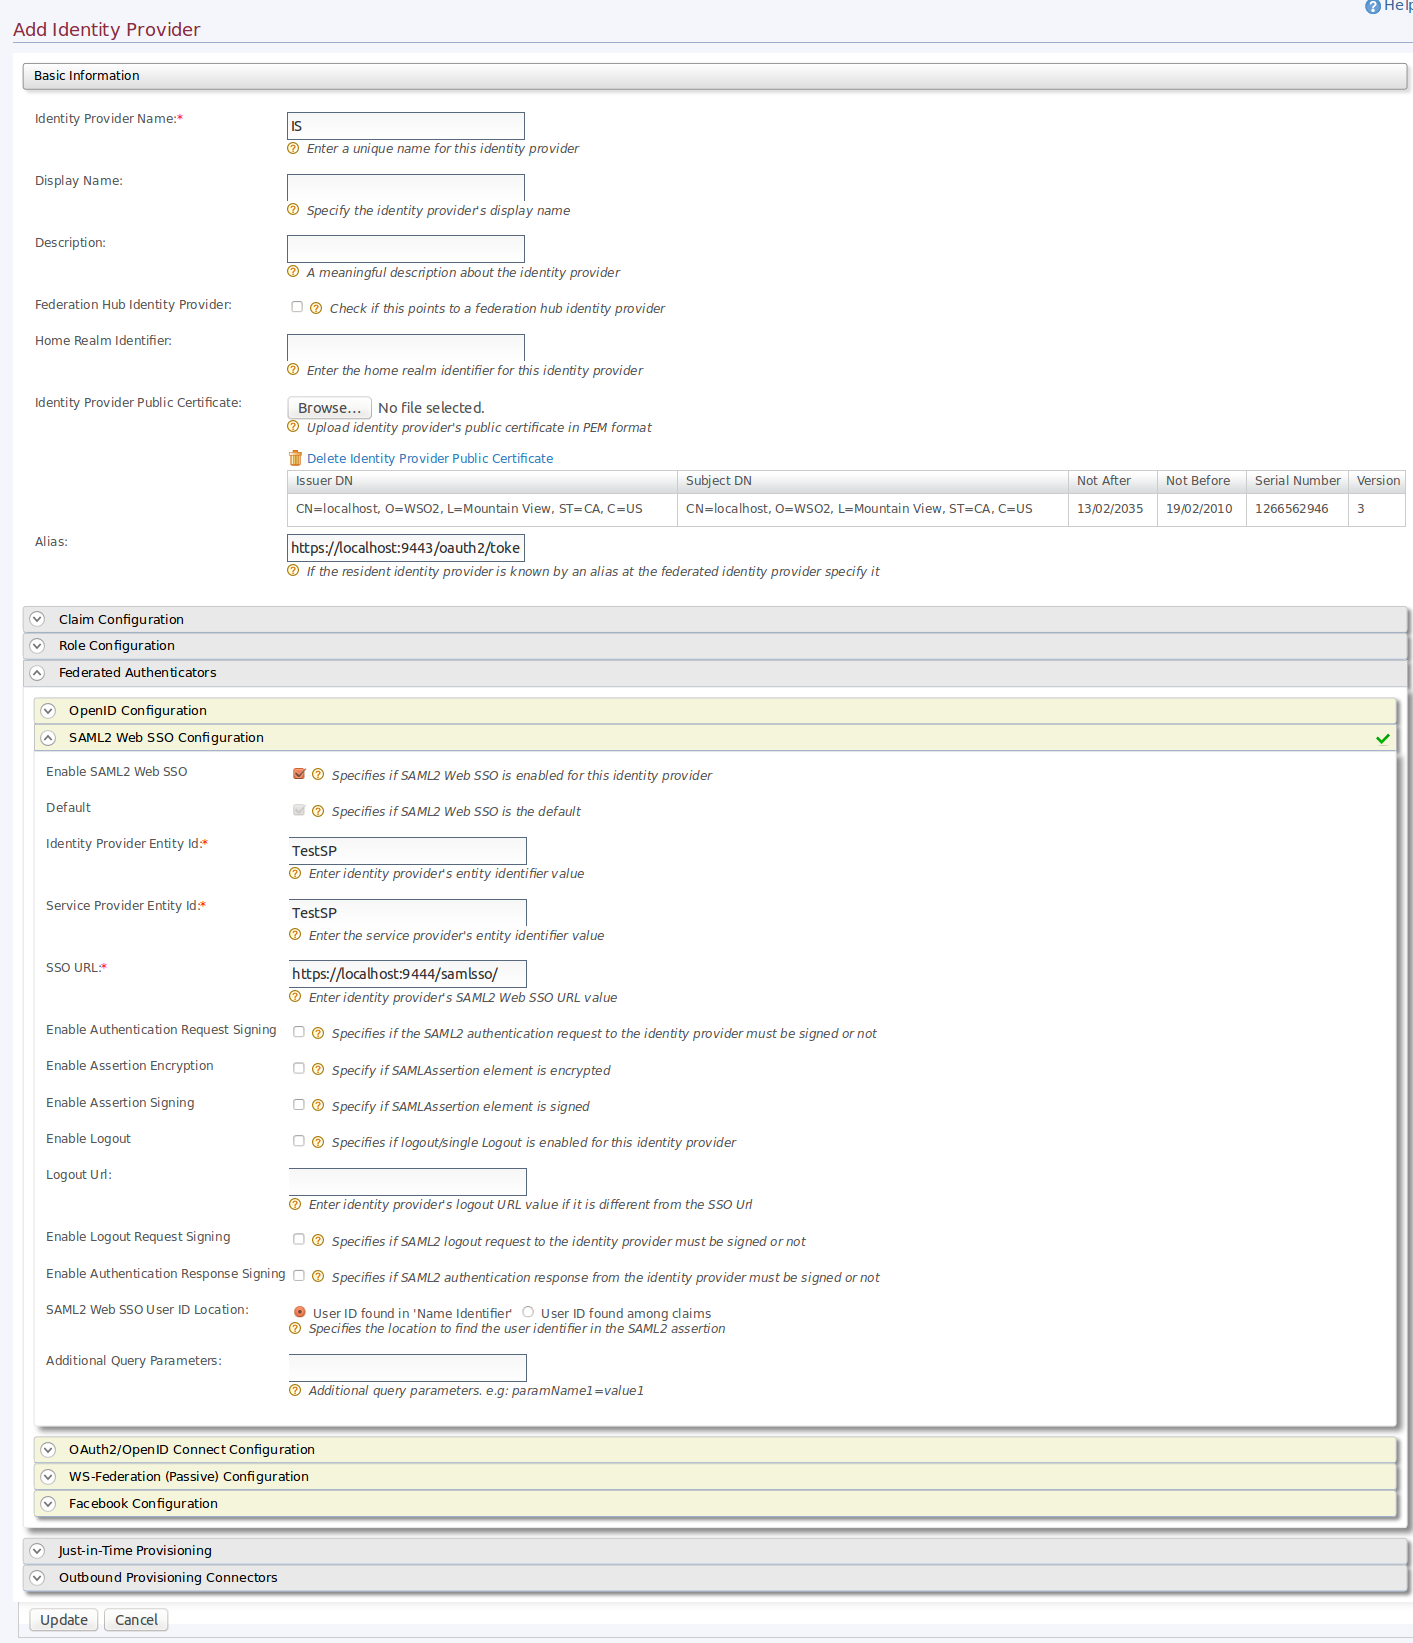 Help
Add Identity Provider
Basic Information
Identity Provider Name:*
IS
Enter a unique name for this identity provider
Display Name:
Specify the identity provider's display name
Description:
A meaningful description about the identity provider
Federation Hub Identity Provider:
Check if this points to a federation hub identity provider
Home Realm Identifier:
Enter the home realm identifier for this identity provider
Identity Provider Public Certificate:
Browse... No file selected.
Upload identity provider's public certificate in PEM format
Delete Identity Provider Public Certificate
Issuer DN Subject DN Not After Not Before Serial Number Version
CN=localhost, O=WSO2, L=Mountain View, ST=CA, C=US CN=localhost, O=WSO2, L=Mountain View, ST=CA, C=US 13/02/2035 19/02/2010 1266562946 3
Alias:
https://localhost:9443/oauth2/toke
If the resident identity provider is known by an alias at the federated identity provider specify it
Claim Configuration
Role Configuration
Federated Authenticators
OpenID Configuration
SAML2 Web SSO Configuration
Enable SAML2 Web SSO
Specifies if SAML2 Web SSO is enabled for this identity provider
Default
Specifies if SAML2 Web SSO is the default
Identity Provider Entity Id:*
TestSP
Enter identity provider's entity identifier value
Service Provider Entity Id:*
TestSP
Enter the service provider's entity identifier value
SSO URL:*
https://localhost:9444/samlsso/
Enter identity provider's SAML2 Web SSO URL value
Enable Authentication Request Signing
Specifies if the SAML2 authentication request to the identity provider must be signed or not
Enable Assertion Encryption
Specify if SAMLAssertion element is encrypted
Enable Assertion Signing
Specify if SAMLAssertion element is signed
Enable Logout
Specifies if logout/single Logout is enabled for this identity provider
Logout Url:
Enter identity provider's logout URL value if it is different from the SSO Url
Enable Logout Request Signing
Specifies if SAML2 logout request to the identity provider must be signed or not
Enable Authentication Response Signing
Specifies if SAML2 authentication response from the identity provider must be signed or not
SAML2 Web SSO User ID Location:
User ID found in 'Name Identifier' User ID found among claims
Specifies the location to find the user identifier in the SAML2 assertion
Additional Query Parameters:
Additional query parameters. e.g: paramName1=value1
OAuth2/OpenID Connect Configuration
WS-Federation (Passive) Configuration
Facebook Configuration
Just-in-Time Provisioning
Outbound Provisioning Connectors
Update Cancel